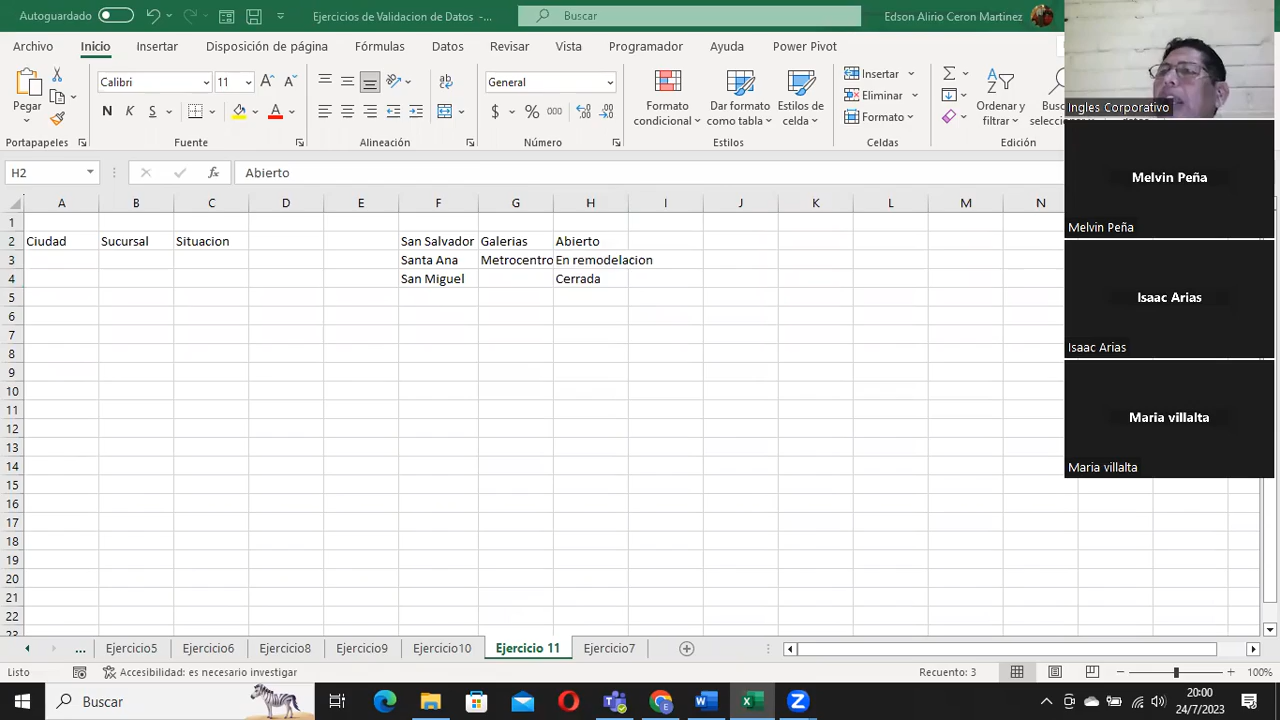 Autoguardado
Ejercicios de Validacion de Datos
Buscar
Edson Alirio Ceron Martinez
Archivo Inicio Insertar Disposición de página Fórmulas Datos Revisar Vista Programador Ayuda Power Pivot
Pegar
Calibri 11
N K S
General
$ % 000
Formato condicional
Dar formato como tabla
Estilos de celda
Insertar
Eliminar
Formato
Ordenar y filtrar
Portapapeles Fuente Alineación Número Estilos Celdas Edición
H2 fx Abierto
A B C D E F G H I J K L M N
1
2 Ciudad Sucursal Situacion San Salvador Galerias Abierto
3 Santa Ana Metrocentro En remodelacion
4 San Miguel Cerrada
5
6
7
8
9
10
11
12
13
14
15
16
17
18
19
20
21
22
23
Ingles Corporativo
Melvin Peña
Melvin Peña
Isaac Arias
Isaac Arias
Maria villalta
Maria villalta
... Ejercicio5 Ejercicio6 Ejercicio8 Ejercicio9 Ejercicio10 Ejercicio 11 Ejercicio7
Listo Accesibilidad: es necesario investigar Recuento: 3 100%
Buscar
20:00
24/7/2023